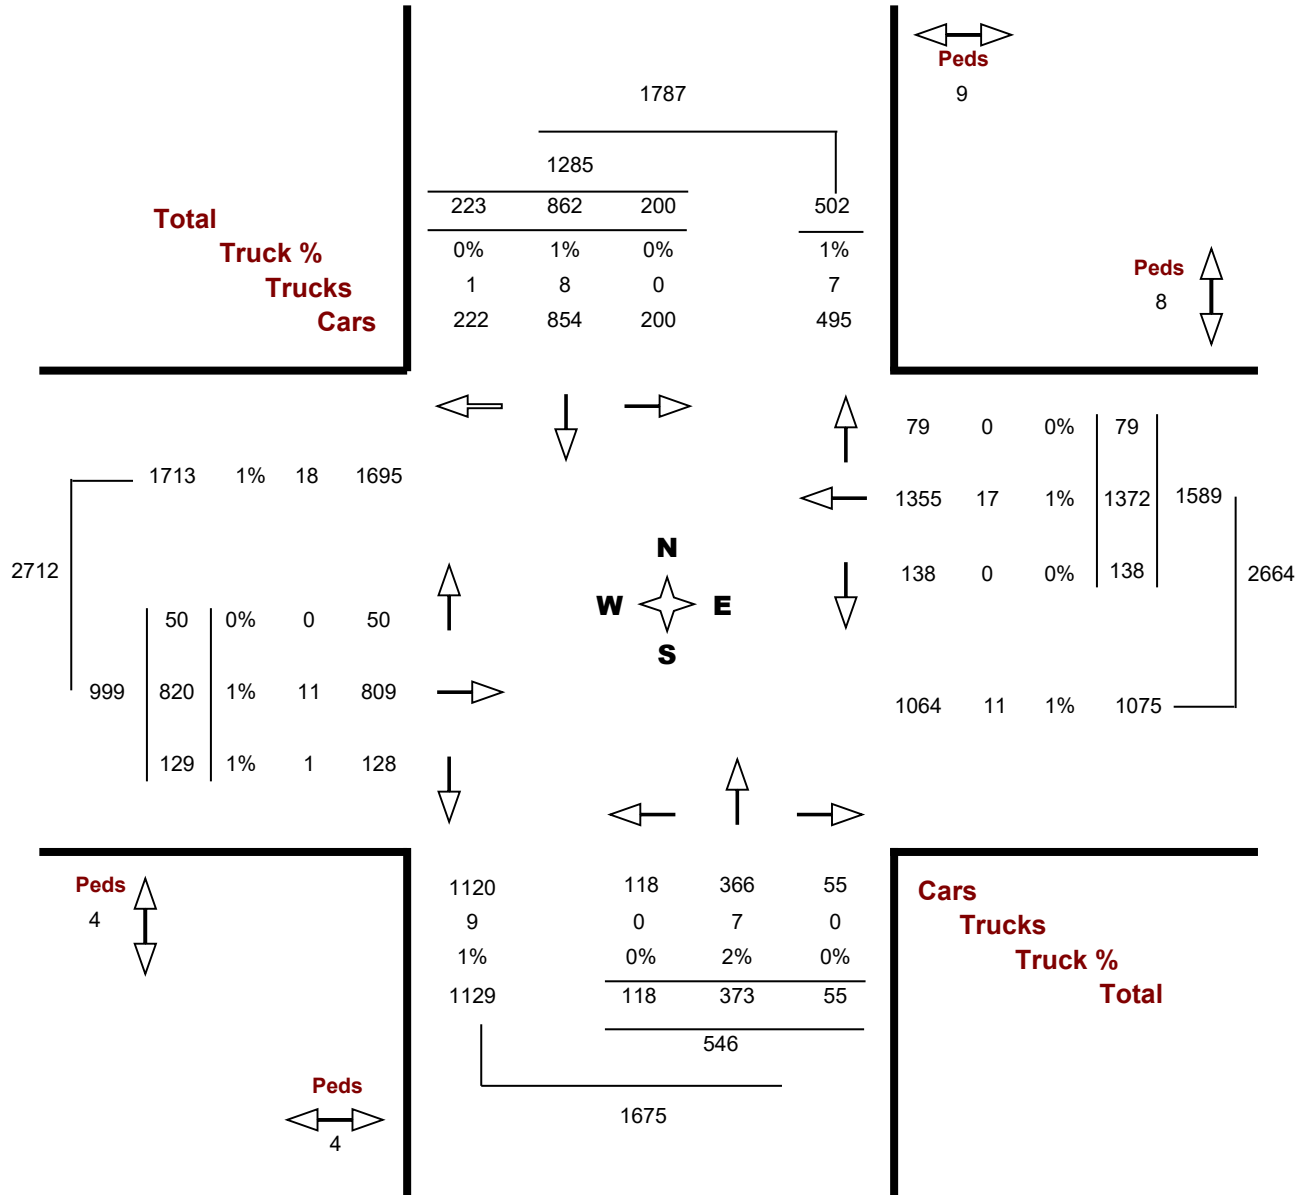 Peds
9
1787
1285
223 862 200 502
Total
0% 1% 0% 1%
Truck %
1 8 0 7
Trucks
222 854 200 495
Cars
Peds
8
79 0 0% 79
1713 1% 18 1695
1355 17 1% 1372 1589
N
2712
138 0 0% 138 2664
W E
50 0% 0 50
S
999 820 1% 11 809
1064 11 1% 1075
129 1% 1 128
Peds
4
1120 118 366 55
Cars
9 0 7 0
Trucks
1% 0% 2% 0%
Truck %
1129 118 373 55
Total
546
Peds
4
1675